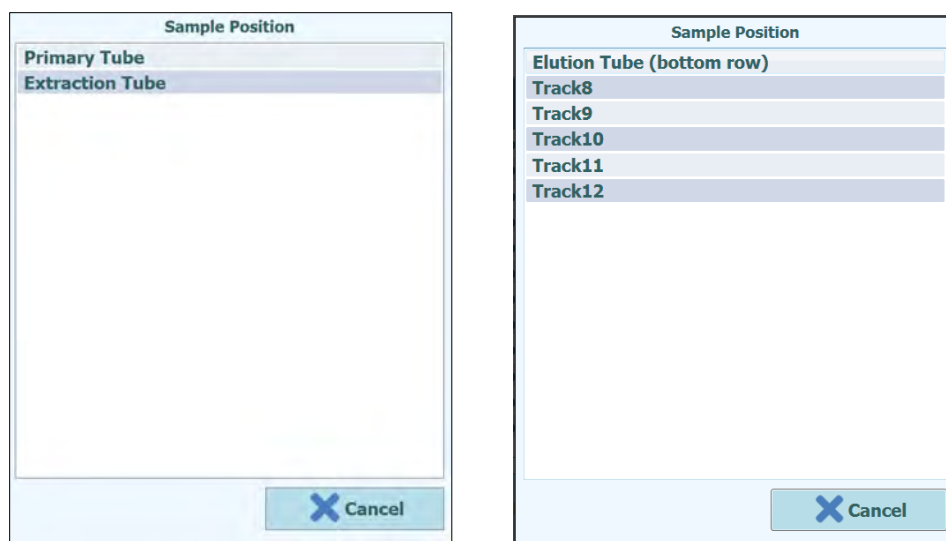 Sample Position
Primary Tube
Extraction Tube
Cancel
Sample Position
Elution Tube (bottom row)
Track8
Track9
Track10
Track11
Track12
Cancel